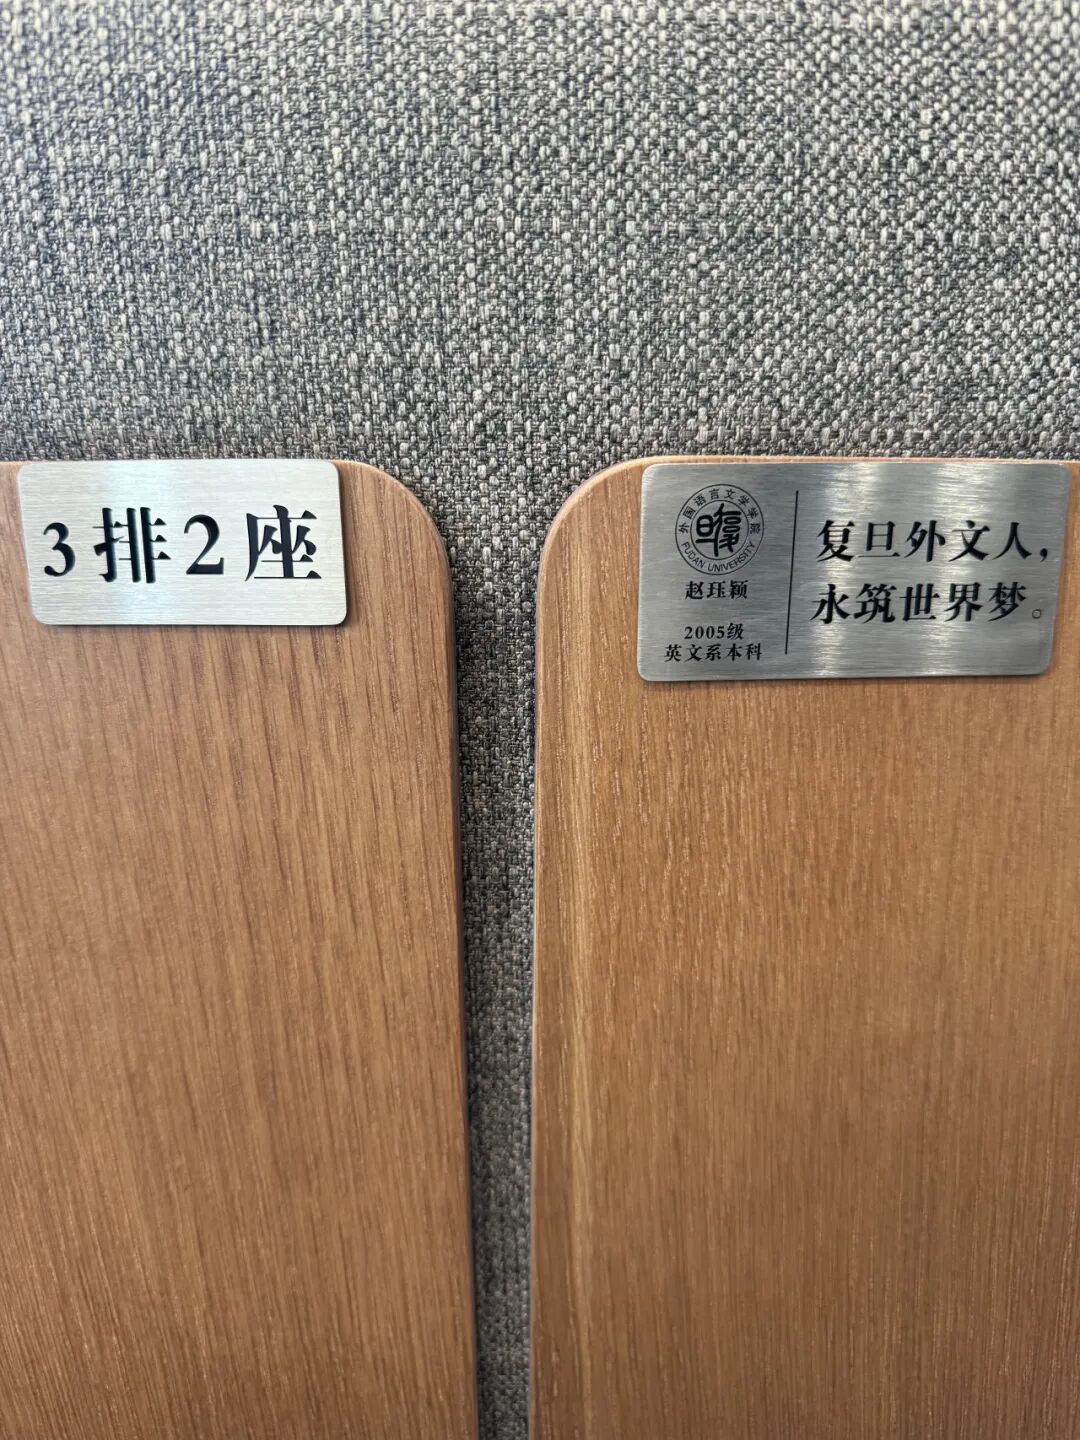 3排2座
外国语言文学学院
FUDAN UNIVERSITY
赵珏颖
2005级
英文系本科
复旦外文人，
永筑世界梦。